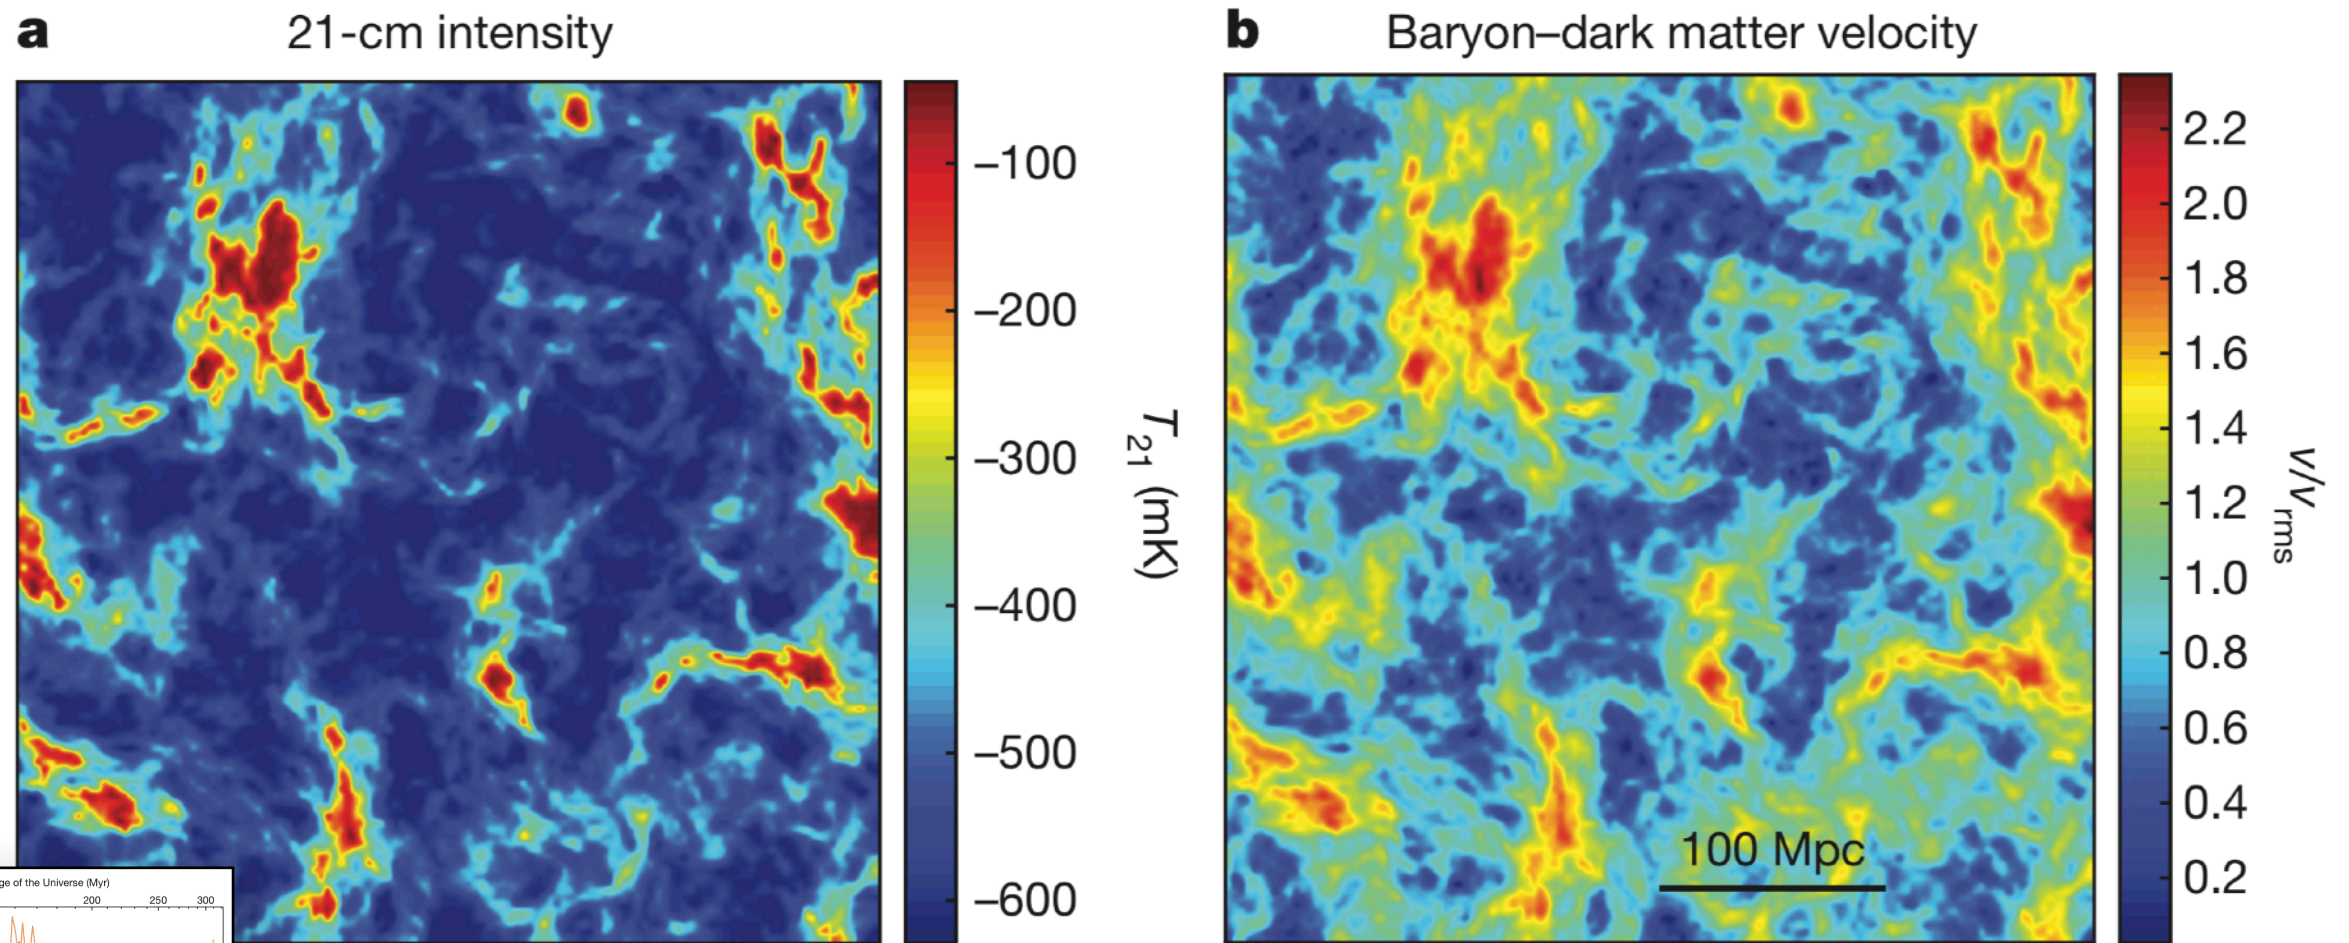 a
21-cm intensity
−100
−200
−300
−400
−500
−600
T21 (mK)
b
Baryon–dark matter velocity
100 Mpc
2.2
2.0
1.8
1.6
1.4
1.2
1.0
0.8
0.6
0.4
0.2
v/vrms
ge of the Universe (Myr)
200 250 300